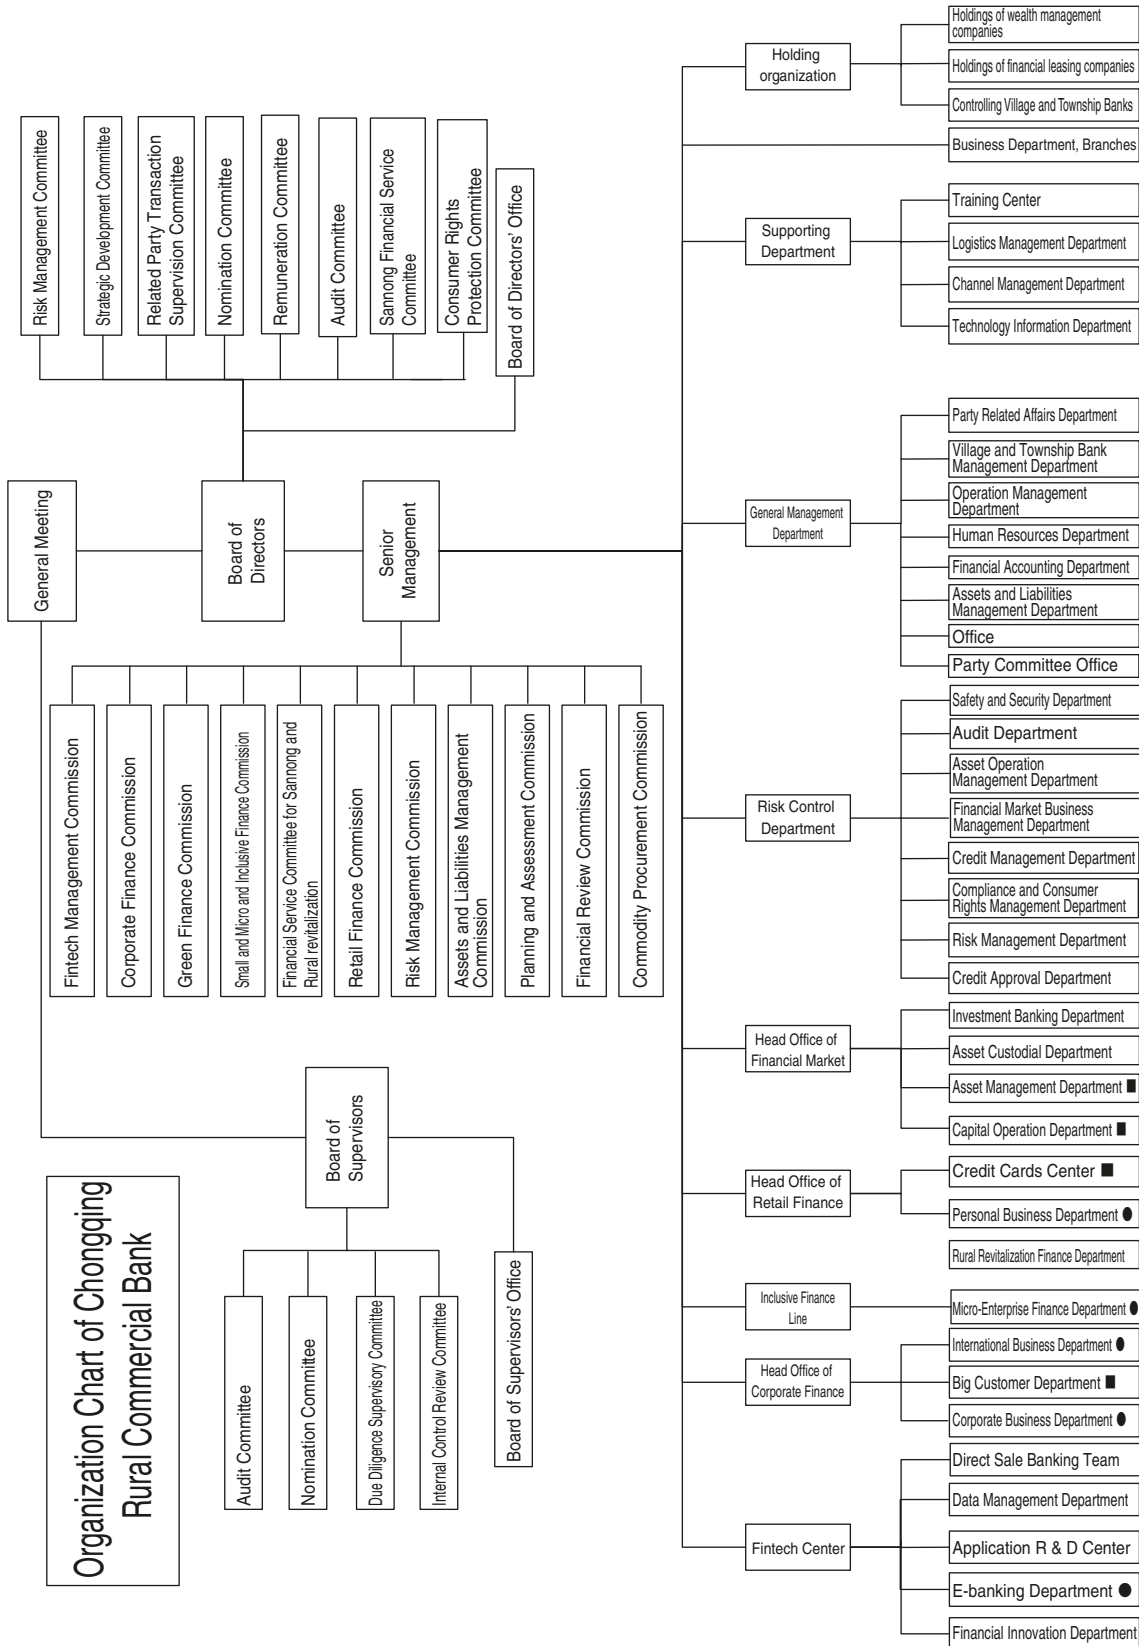 Organization Chart of Chongqing
Rural Commercial Bank
General Meeting
Board of
Directors
Senior
Management
Board of
Supervisors
Audit Committee
Nomination Committee
Due Diligence Supervisory Committee
Internal Control Review Committee
Board of Supervisors' Office
Risk Management Committee
Strategic Development Committee
Related Party Transaction
Supervision Committee
Nomination Committee
Remuneration Committee
Audit Committee
Sannong Financial Service
Committee
Consumer Rights
Protection Committee
Board of Directors' Office
Fintech Management Commission
Corporate Finance Commission
Green Finance Commission
Small and Micro and Inclusive Finance Commission
Financial Service Committee for Sannong and
Rural revitalization
Retail Finance Commission
Risk Management Commission
Assets and Liabilities Management
Commission
Planning and Assessment Commission
Financial Review Commission
Commodity Procurement Commission
Holding
organization
Holdings of wealth management
companies
Holdings of financial leasing companies
Controlling Village and Township Banks
Business Department, Branches
Supporting
Department
Training Center
Logistics Management Department
Channel Management Department
Technology Information Department
General Management
Department
Party Related Affairs Department
Village and Township Bank
Management Department
Operation Management
Department
Human Resources Department
Financial Accounting Department
Assets and Liabilities
Management Department
Office
Party Committee Office
Risk Control
Department
Safety and Security Department
Audit Department
Asset Operation
Management Department
Financial Market Business
Management Department
Credit Management Department
Compliance and Consumer
Rights Management Department
Risk Management Department
Credit Approval Department
Head Office of
Financial Market
Investment Banking Department
Asset Custodial Department
Asset Management Department ■
Capital Operation Department ■
Head Office of
Retail Finance
Credit Cards Center ■
Personal Business Department ●
Rural Revitalization Finance Department
Inclusive Finance
Line
Micro-Enterprise Finance Department ●
Head Office of
Corporate Finance
International Business Department ●
Big Customer Department ■
Corporate Business Department ●
Fintech Center
Direct Sale Banking Team
Data Management Department
Application R & D Center
E-banking Department ●
Financial Innovation Department